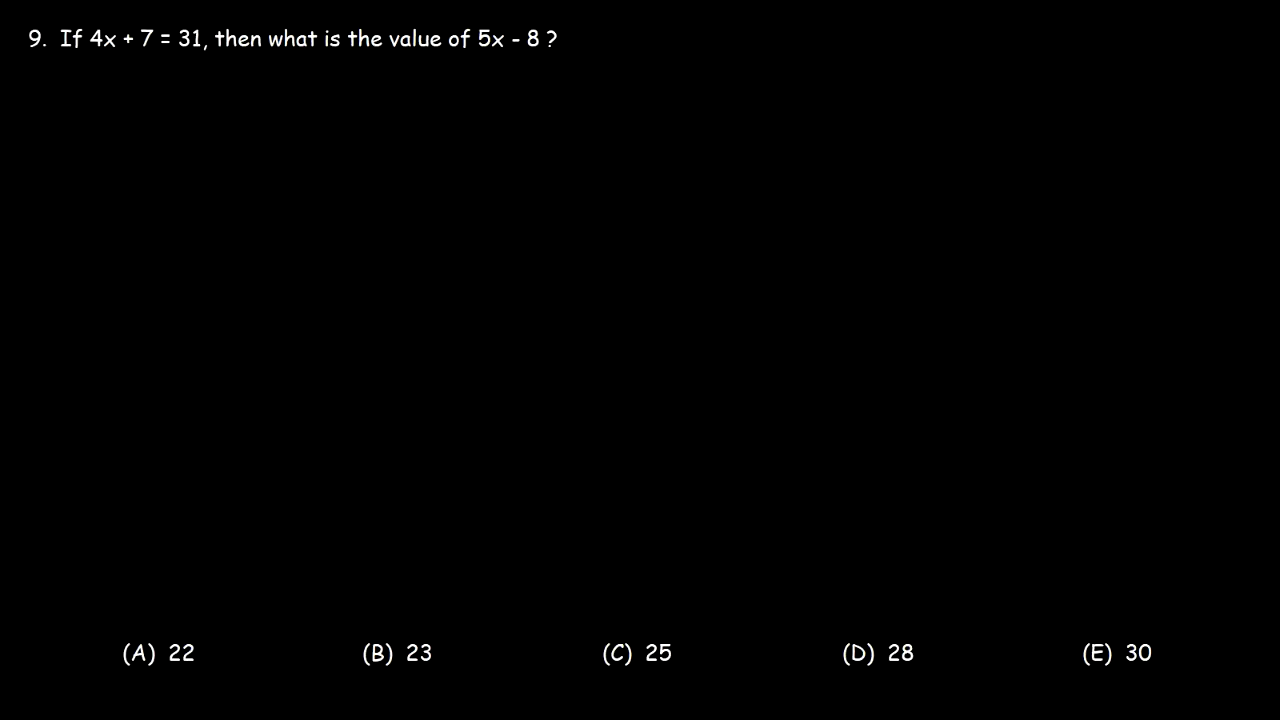 9. If 4x + 7 = 31, then what is the value of 5x - 8 ?
(A) 22 (B) 23 (C) 25 (D) 28 (E) 30